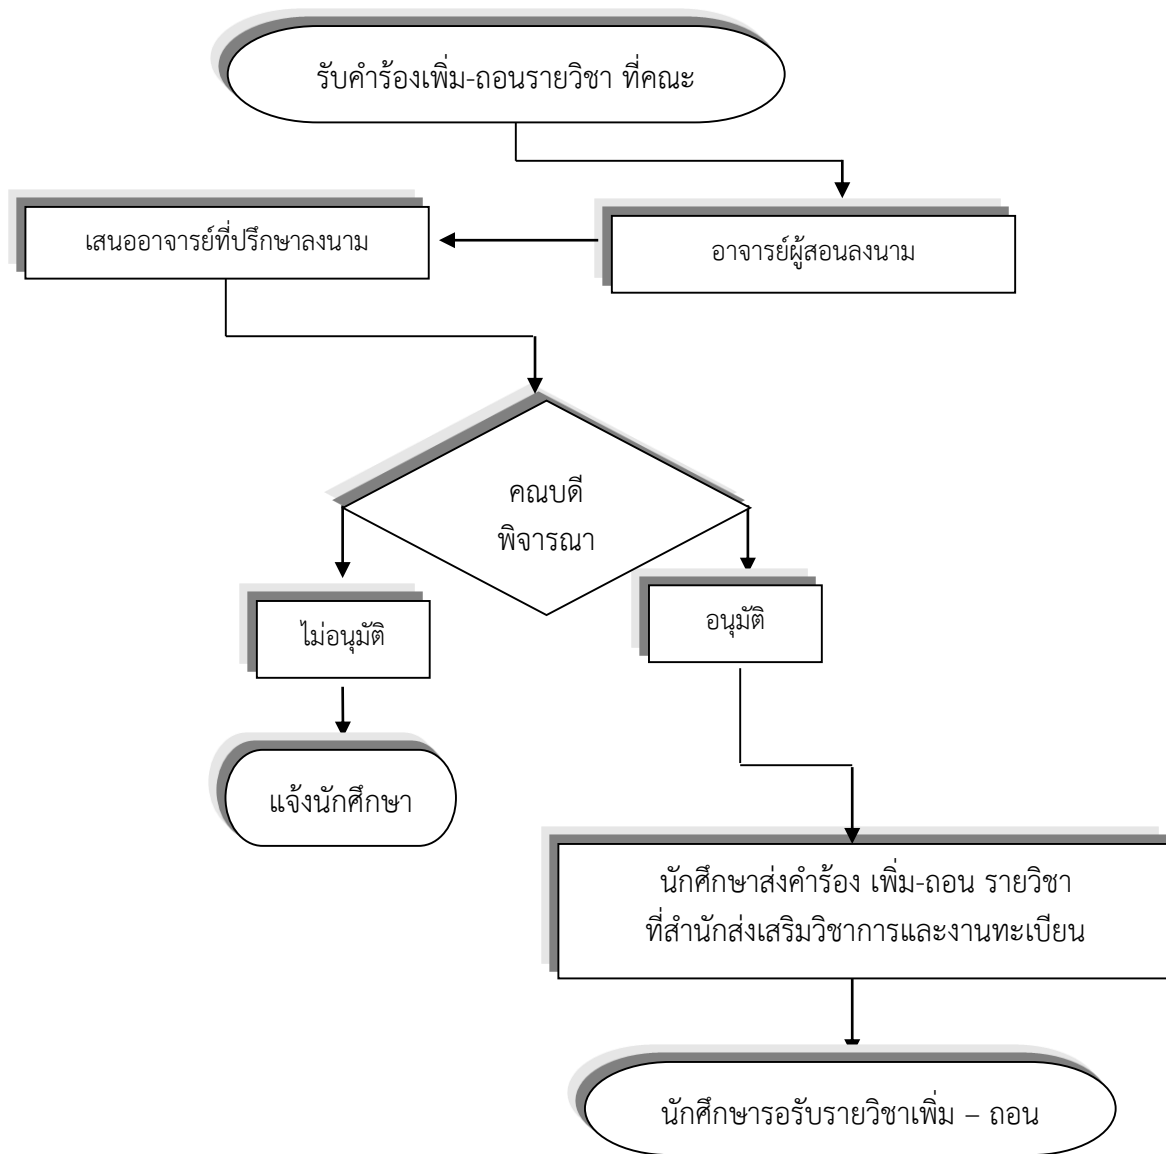 รับคำร้องเพิ่ม-ถอนรายวิชา ที่คณะ
อาจารย์ผู้สอนลงนาม
เสนออาจารย์ที่ปรึกษาลงนาม
คณบดี
พิจารณา
ไม่อนุมัติ
อนุมัติ
แจ้งนักศึกษา
นักศึกษาส่งคำร้อง เพิ่ม-ถอน รายวิชา
ที่สำนักส่งเสริมวิชาการและงานทะเบียน
นักศึกษารอรับรายวิชาเพิ่ม – ถอน